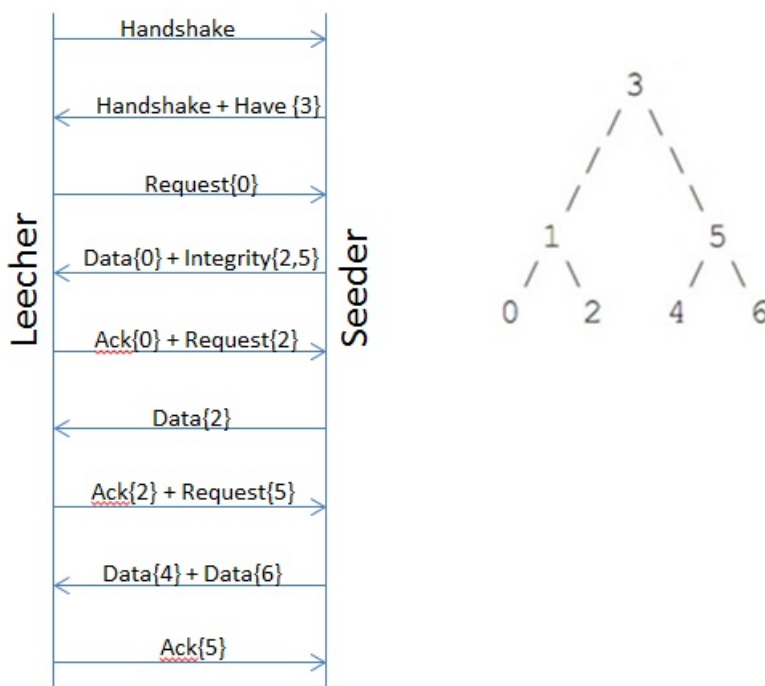 Handshake
Handshake + Have {3}
Request{0}
Data{0} + Integrity{2,5}
Ack{0} + Request{2}
Data{2}
Ack{2} + Request{5}
Data{4} + Data{6}
Ack{5}
Leecher
Seeder
3
1 5
0 2 4 6